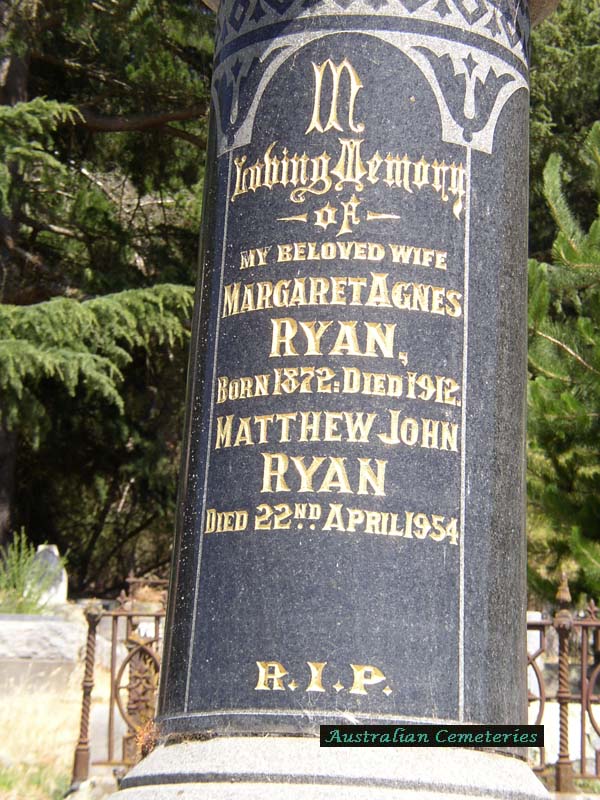 In
Loving Memory
of
MY BELOVED WIFE
MARGARET AGNES
RYAN,
BORN 1872: DIED 1912.
MATTHEW JOHN
RYAN
DIED 22ND. APRIL 1954
R.I.P.
Australian Cemeteries